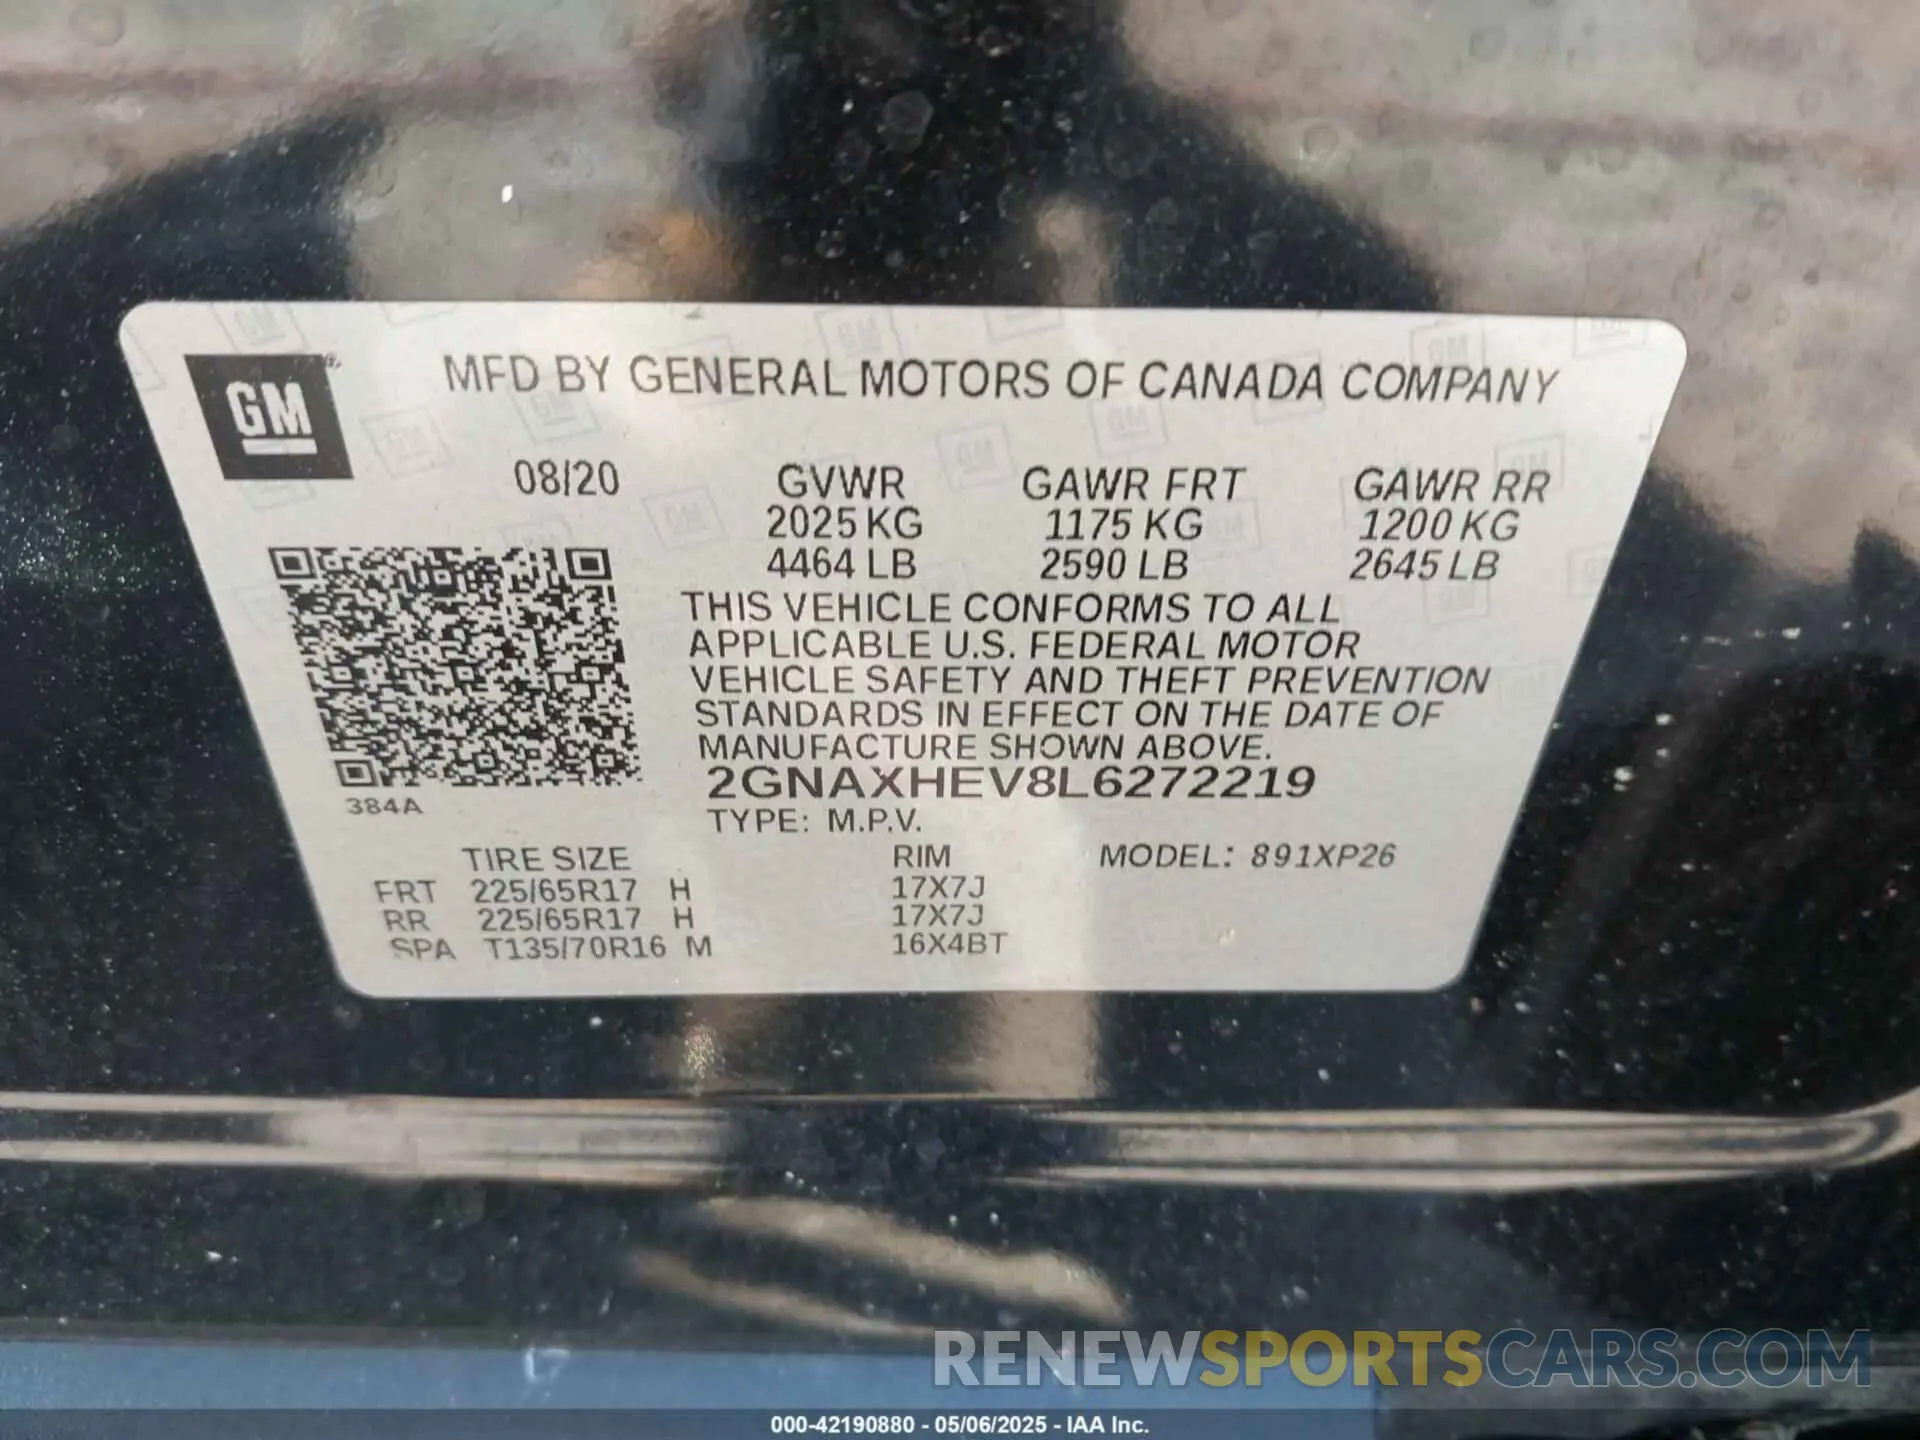 GM
MFD BY GENERAL MOTORS OF CANADA COMPANY
08/20 GVWR GAWR FRT GAWR RR
2025 KG 1175 KG 1200 KG
4464 LB 2590 LB 2645 LB
THIS VEHICLE CONFORMS TO ALL
APPLICABLE U.S. FEDERAL MOTOR
VEHICLE SAFETY AND THEFT PREVENTION
STANDARDS IN EFFECT ON THE DATE OF
MANUFACTURE SHOWN ABOVE.
2GNAXHEV8L6272219
384A
TYPE: M.P.V.
TIRE SIZE RIM MODEL: 891XP26
FRT 225/65R17 H 17X7J
RR 225/65R17 H 17X7J
SPA T135/70R16 M 16X4BT
RENEWSPORTSCARS.COM
000-42190880 - 05/06/2025 - IAA Inc.